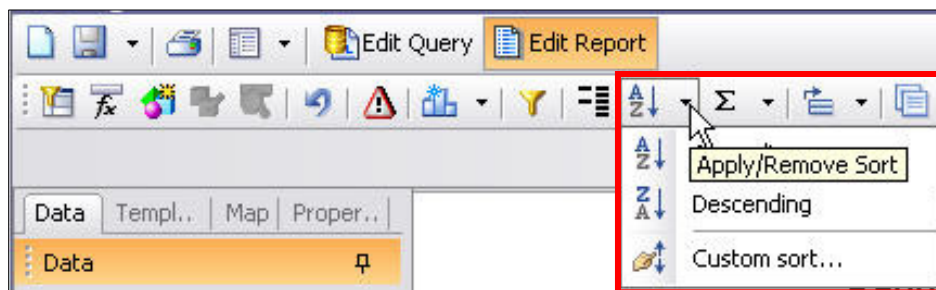 Edit Query Edit Report
Apply/Remove Sort
Data Templ.. Map Proper..
Descending
Data
Custom sort...